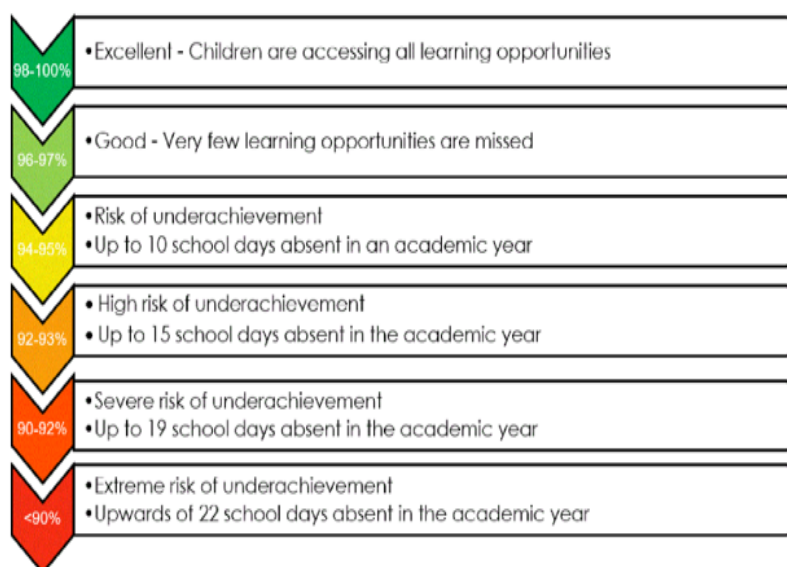 98-100%
•Excellent - Children are accessing all learning opportunities
96-97%
•Good - Very few learning opportunities are missed
94-95%
•Risk of underachievement
•Up to 10 school days absent in an academic year
92-93%
• High risk of underachievement
• Up to 15 school days absent in the academic year
90-92%
•Severe risk of underachievement
•Up to 19 school days absent in the academic year
<90%
•Extreme risk of underachievement
•Upwards of 22 school days absent in the academic year